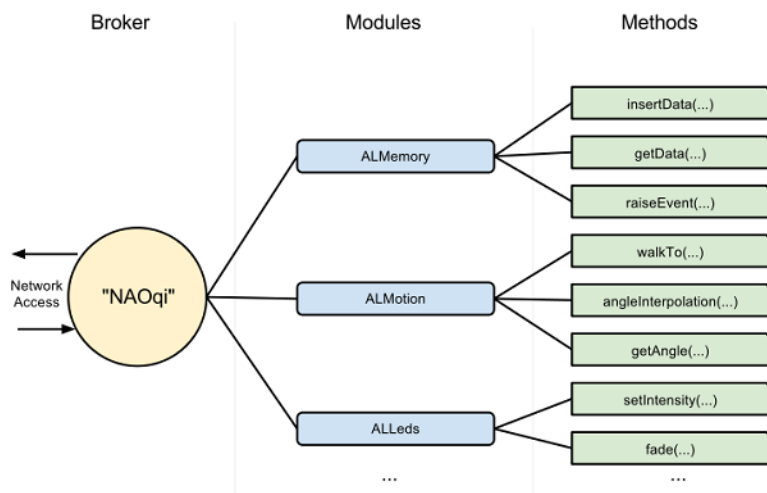 Broker
Modules
Methods
insertData(...)
ALMemory
getData(...)
raiseEvent(...)
walkTo(...)
Network
Access
"NAOqi"
ALMotion
angleInterpolation(...)
getAngle(...)
setIntensity(...)
ALLeds
fade(...)
...
...